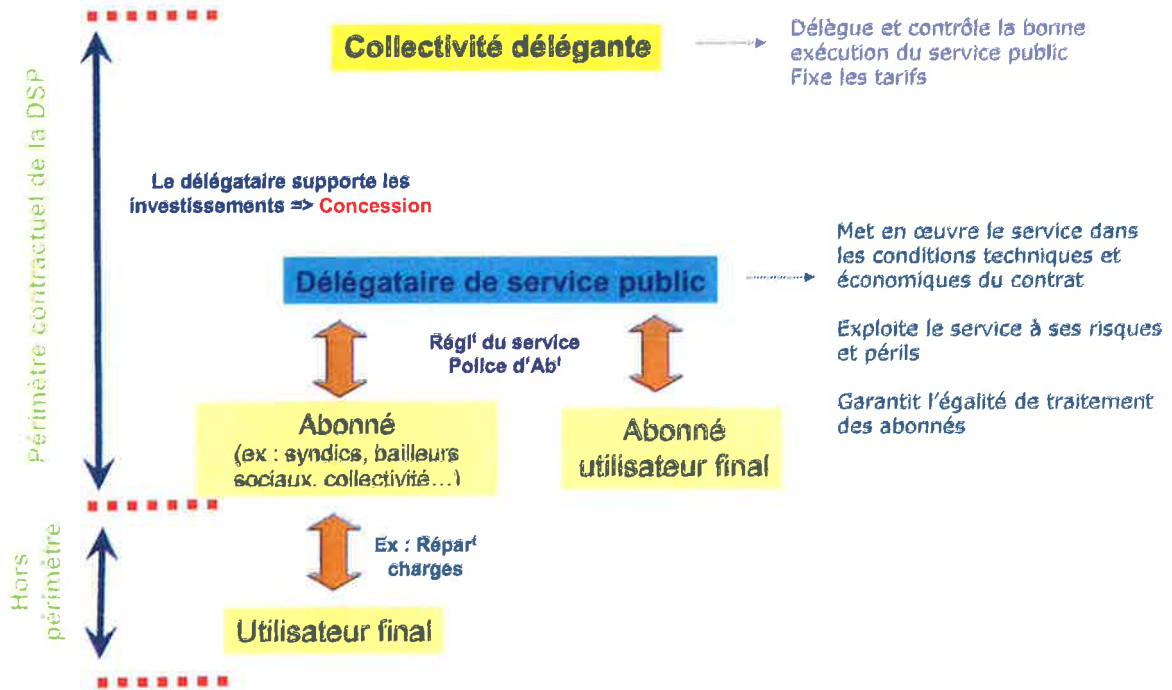 Collectivité délégante
Délègue et contrôle la bonne
exécution du service public
Fixe les tarifs
Périmètre contractuel de la DSP
Le délégataire supporte les
investissements => Concession
Délégataire de service public
Met en œuvre le service dans
les conditions techniques et
économiques du contrat
Exploite le service à ses risques
et périls
Garantit l'égalité de traitement
des abonnés
Règlᵗ du service
Police d'Abᵗ
Abonné
(ex : syndics, bailleurs
sociaux, collectivité...)
Abonné
utilisateur final
Hors
périmètre
Ex : Réparᵗ
charges
Utilisateur final